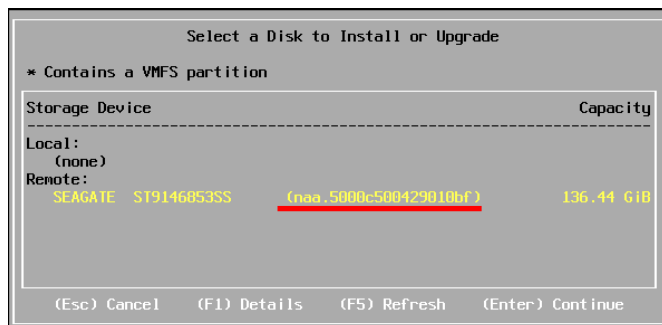 Select a Disk to Install or Upgrade
* Contains a VMFS partition
Storage Device Capacity
Local:
(none)
Remote:
SEAGATE ST9146853SS (naa.5000c500429010bf) 136.44 GiB
(Esc) Cancel (F1) Details (F5) Refresh (Enter) Continue